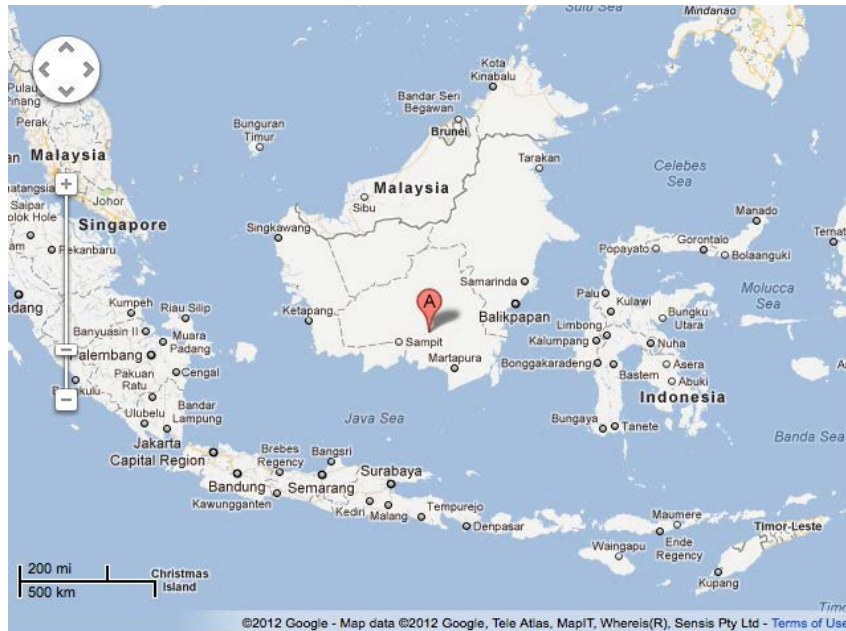 Sulu Sea
Mindanao
Kota
Kinabalu
Pulau
Pinang
Perak
Bandar Seri
Begawan
Brunei
Bunguran
Timur
Malaysia
Tarakan
Celebes
Sea
Malaysia
Johor
Sibu
Manado
Saipar
Singapore
Singkawang
Gorontalo
Popayato
Bolaanguki
Pekanbaru
Samarinda
Palu
Molucca
Sea
Kumpeh
Riau Silip
A
Ketapang
Balikpapan
Kulawi
Bungku
Utara
Banyuasin II
Muara
Padang
Sampit
Limbong
Kalumpang
Nuha
Palembang
Martapura
Bonggakaradeng
Asera
Pakuan
Ratu
Cengal
Bastem
Abuki
Indonesia
Ulubelu
Bandar
Lampung
Java Sea
Bungaya
Tanete
Banda Sea
Jakarta
Capital Region
Brebes
Regency
Bangsri
Surabaya
Bandung
Semarang
Kawungganten
Kediri
Malang
Tempurejo
Denpasar
Maumere
Timor-Leste
Ende
Regency
Waingapu
Kupang
200 mi
500 km
Christmas
Island
©2012 Google - Map data ©2012 Google, Tele Atlas, MapIT, Whereis(R), Sensis Pty Ltd - Terms of Use